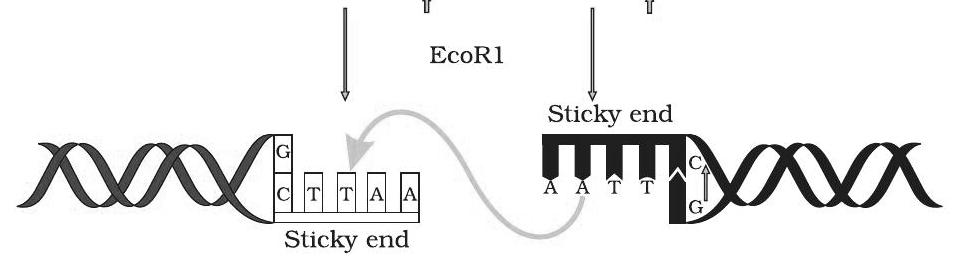 EcoR1
Sticky end
G
C T T A A
Sticky end
A A T T
C
G